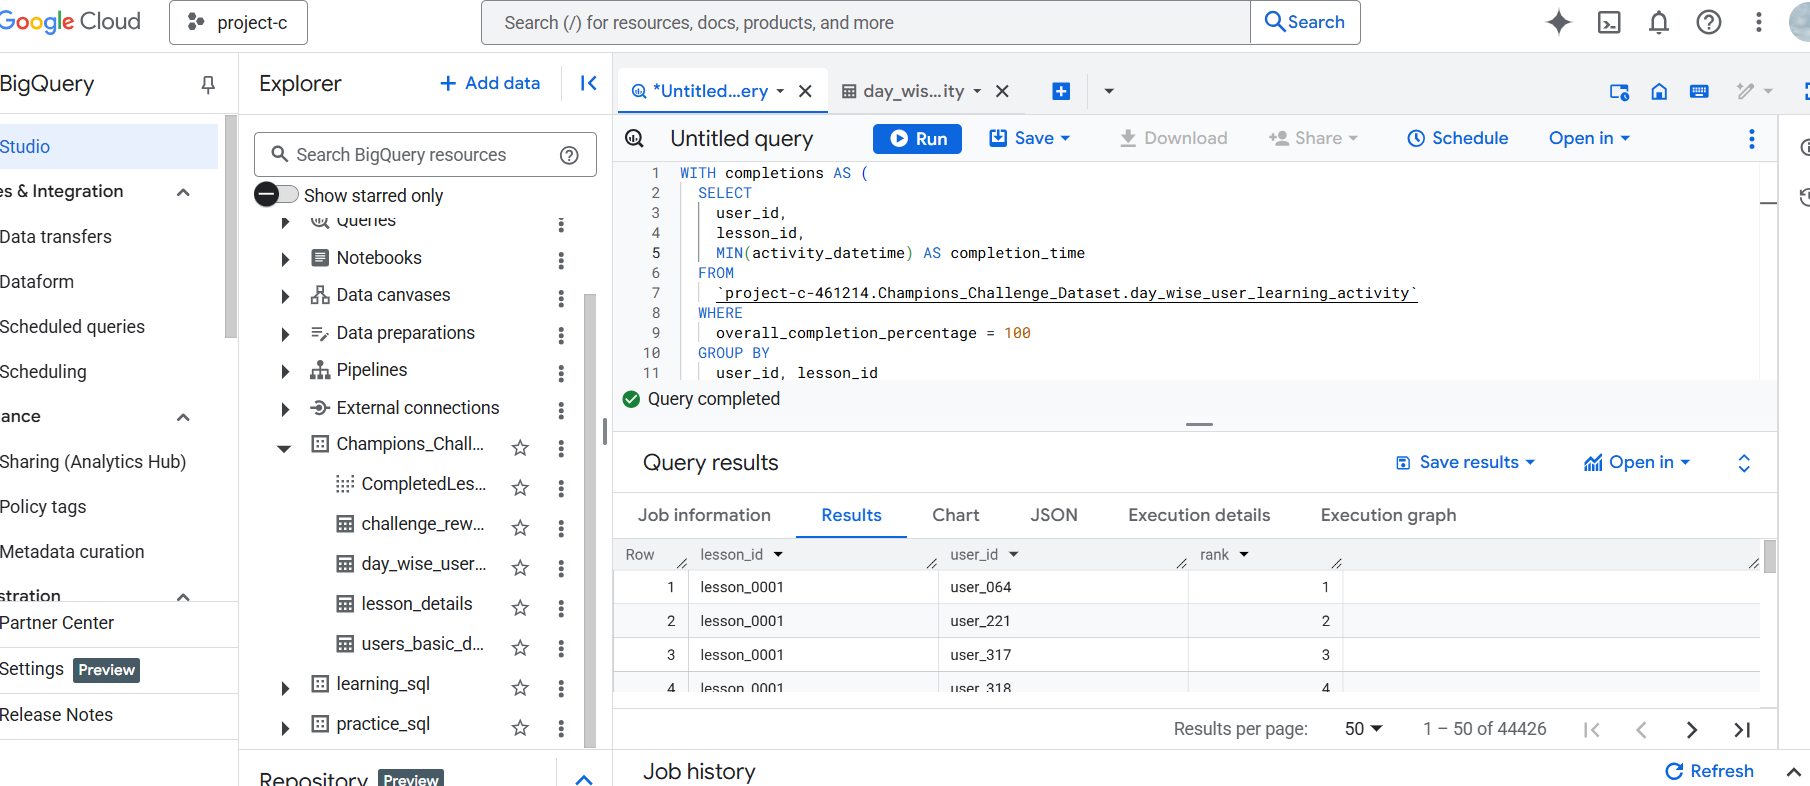 Google Cloud
project-c
Search (/) for resources, docs, products, and more
Search
BigQuery
Studio
es & Integration
Data transfers
Dataform
Scheduled queries
Scheduling
ance
Sharing (Analytics Hub)
Policy tags
Metadata curation
stration
Partner Center
Settings Preview
Release Notes
Explorer
+ Add data
Search BigQuery resources
Show starred only
Queries
Notebooks
Data canvases
Data preparations
Pipelines
External connections
Champions_Chall...
CompletedLes...
challenge_rew...
day_wise_user...
lesson_details
users_basic_d...
learning_sql
practice_sql
Repository Preview
*Untitled...ery
day_wis...ity
Untitled query
Run
Save
Download
Share
Schedule
Open in
1 WITH completions AS (
2 SELECT
3 user_id,
4 lesson_id,
5 MIN(activity_datetime) AS completion_time
6 FROM
7 `project-c-461214.Champions_Challenge_Dataset.day_wise_user_learning_activity`
8 WHERE
9 overall_completion_percentage = 100
10 GROUP BY
11 user_id, lesson_id
Query completed
Query results
Save results
Open in
Job information Results Chart JSON Execution details Execution graph
Row lesson_id user_id rank
1 lesson_0001 user_064 1
2 lesson_0001 user_221 2
3 lesson_0001 user_317 3
4 lesson_0001 user_318 4
Results per page: 50 1 – 50 of 44426
Job history
Refresh